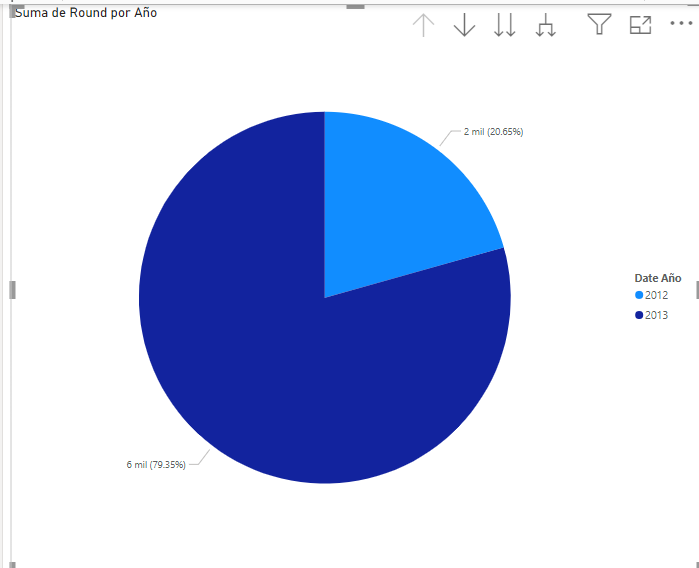 Suma de Round por Año
2 mil (20.65%)
Date Año
2012
2013
6 mil (79.35%)